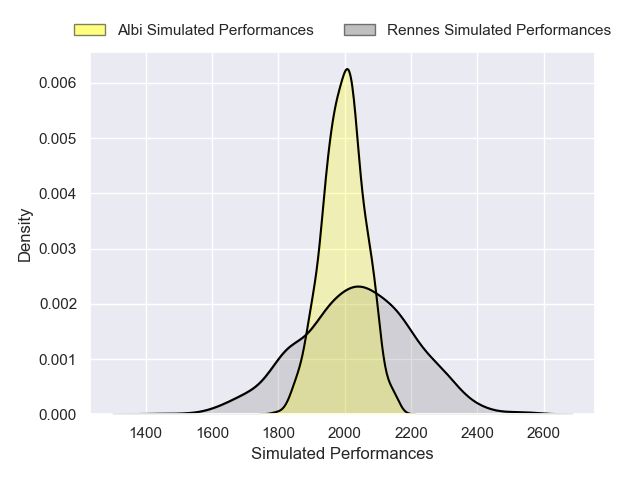 Albi Simulated Performances Rennes Simulated Performances
0.006
0.005
0.004
0.003
0.002
0.001
0.000
Density
1400 1600 1800 2000 2200 2400 2600
Simulated Performances